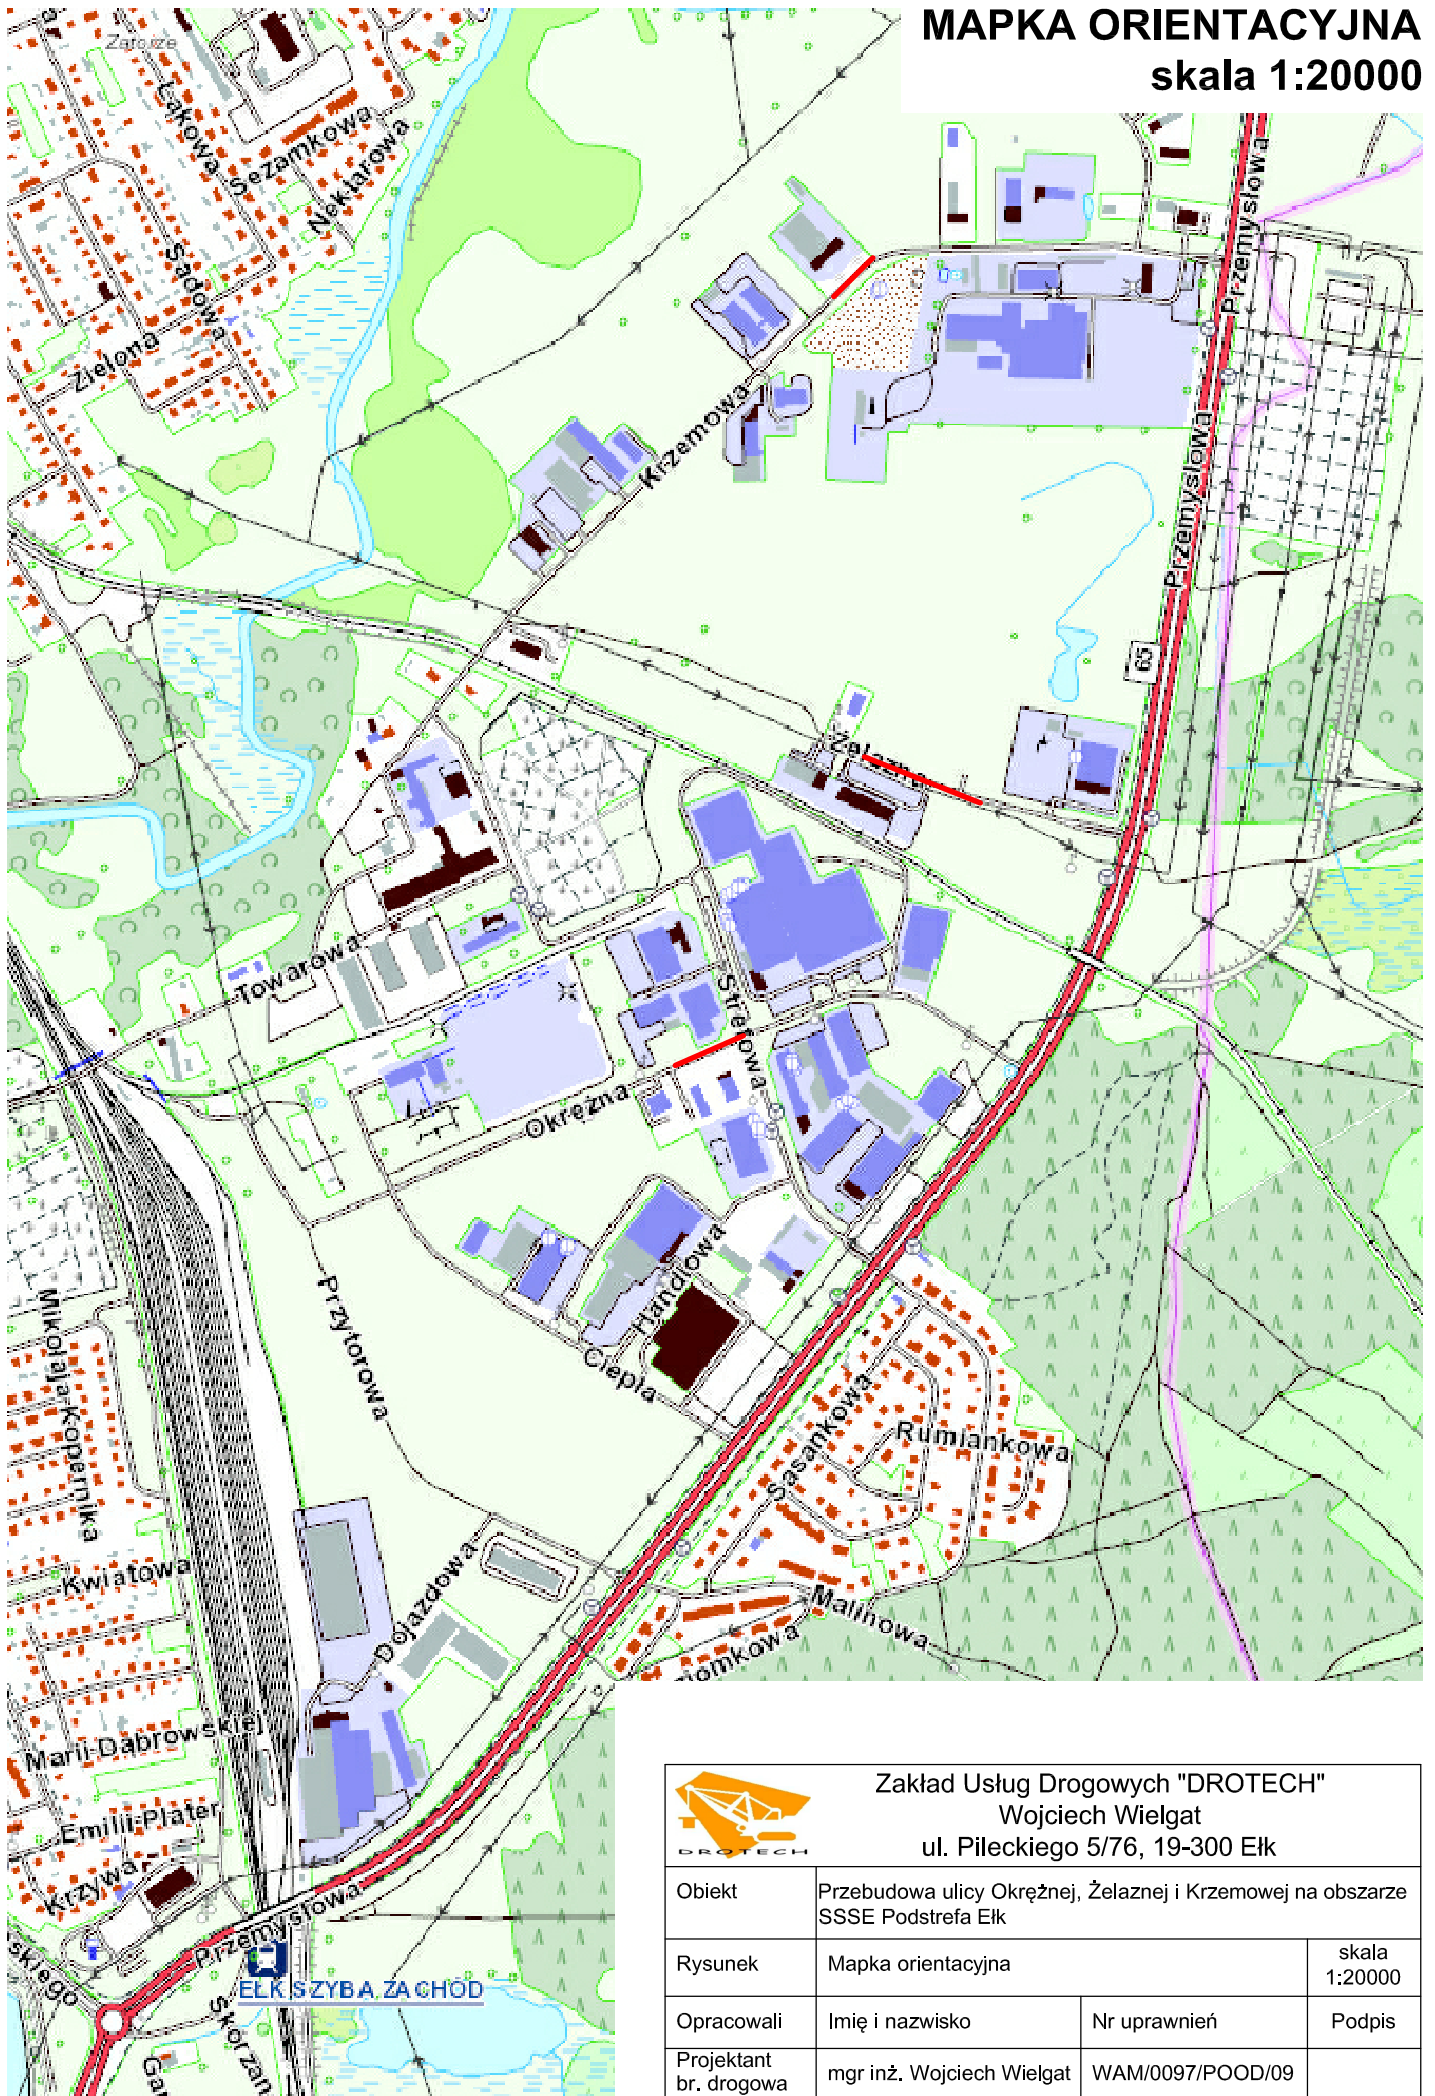 MAPKA ORIENTACYJNA
skala 1:20000
Zatorze
Łąkowa
Sezamkowa
Nektarowa
Sadowa
Zielona
Przemysłowa
Przemysłowa
Krzemowa
Przemysłowa
65
Towarowa
Strefowa
Okrężna
Przytorowa
Handlowa
Ciepła
Mikołaja Kopernika
Sasankowa
Rumiankowa
Kwiatowa
Dojazdowa
Malinowa
Marii Dąbrowskiej
Emilii Plater
Krzywa
Przemysłowa
skiego
EŁK SZYBA ZACHÓD
Zakład Usług Drogowych "DROTECH"
Wojciech Wielgat
ul. Pileckiego 5/76, 19-300 Ełk
DROTECH
Obiekt
Przebudowa ulicy Okrężnej, Żelaznej i Krzemowej na obszarze
SSSE Podstrefa Ełk
Rysunek
Mapka orientacyjna
skala
1:20000
Opracowali
Imię i nazwisko
Nr uprawnień
Podpis
Projektant
br. drogowa
mgr inż. Wojciech Wielgat
WAM/0097/POOD/09